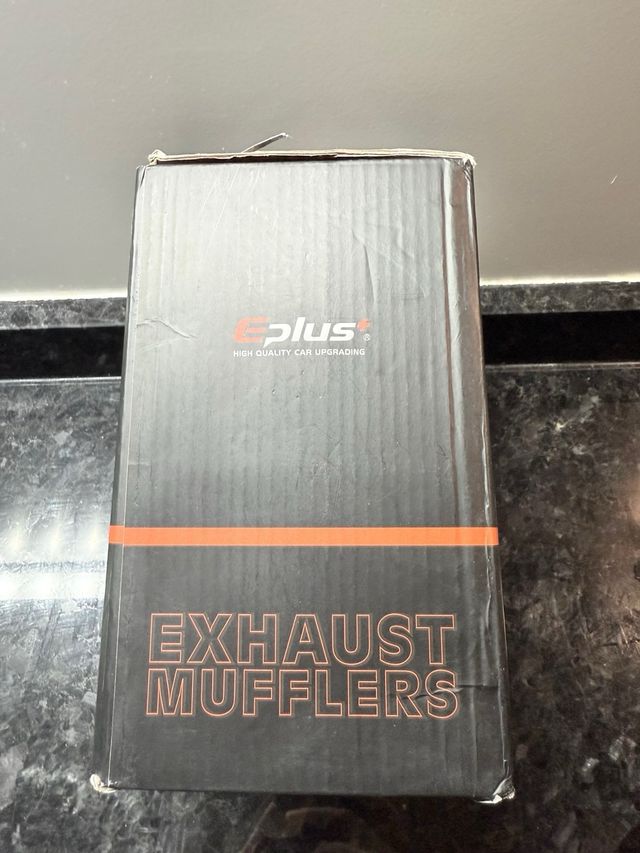 Eplus+®
HIGH QUALITY CAR UPGRADING
EXHAUST
MUFFLERS